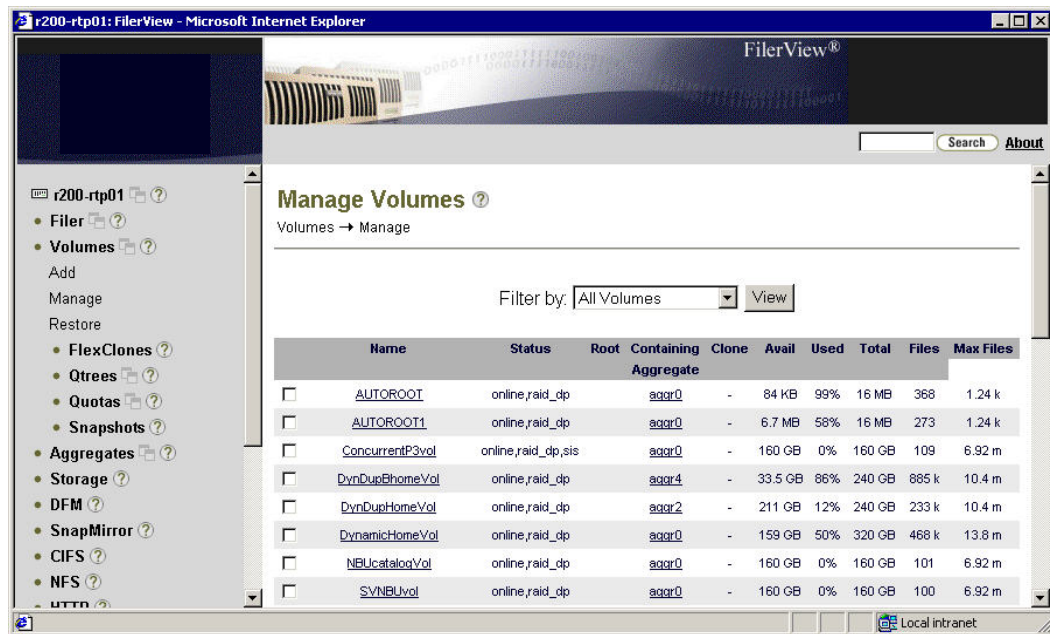 r200-rtp01: FilerView - Microsoft Internet Explorer
FilerView®
Search About
r200-rtp01
Filer
Volumes
Add
Manage
Restore
FlexClones
Qtrees
Quotas
Snapshots
Aggregates
Storage
DFM
SnapMirror
CIFS
NFS
HTTP
Manage Volumes
Volumes → Manage
Filter by: All Volumes View
Name Status Root Containing Aggregate Clone Avail Used Total Files Max Files
AUTOROOT online,raid_dp aggr0 - 84 KB 99% 16 MB 368 1.24 k
AUTOROOT1 online,raid_dp aggr0 - 6.7 MB 58% 16 MB 273 1.24 k
ConcurrentP3vol online,raid_dp,sis aggr0 - 160 GB 0% 160 GB 109 6.92 m
DynDupBhomeVol online,raid_dp aggr4 - 33.5 GB 86% 240 GB 885 k 10.4 m
DynDupHomeVol online,raid_dp aggr2 - 211 GB 12% 240 GB 233 k 10.4 m
DynamicHomeVol online,raid_dp aggr0 - 159 GB 50% 320 GB 468 k 13.8 m
NBUcatalogVol online,raid_dp aggr0 - 160 GB 0% 160 GB 101 6.92 m
SVNBUvol online,raid_dp aggr0 - 160 GB 0% 160 GB 100 6.92 m
Local intranet